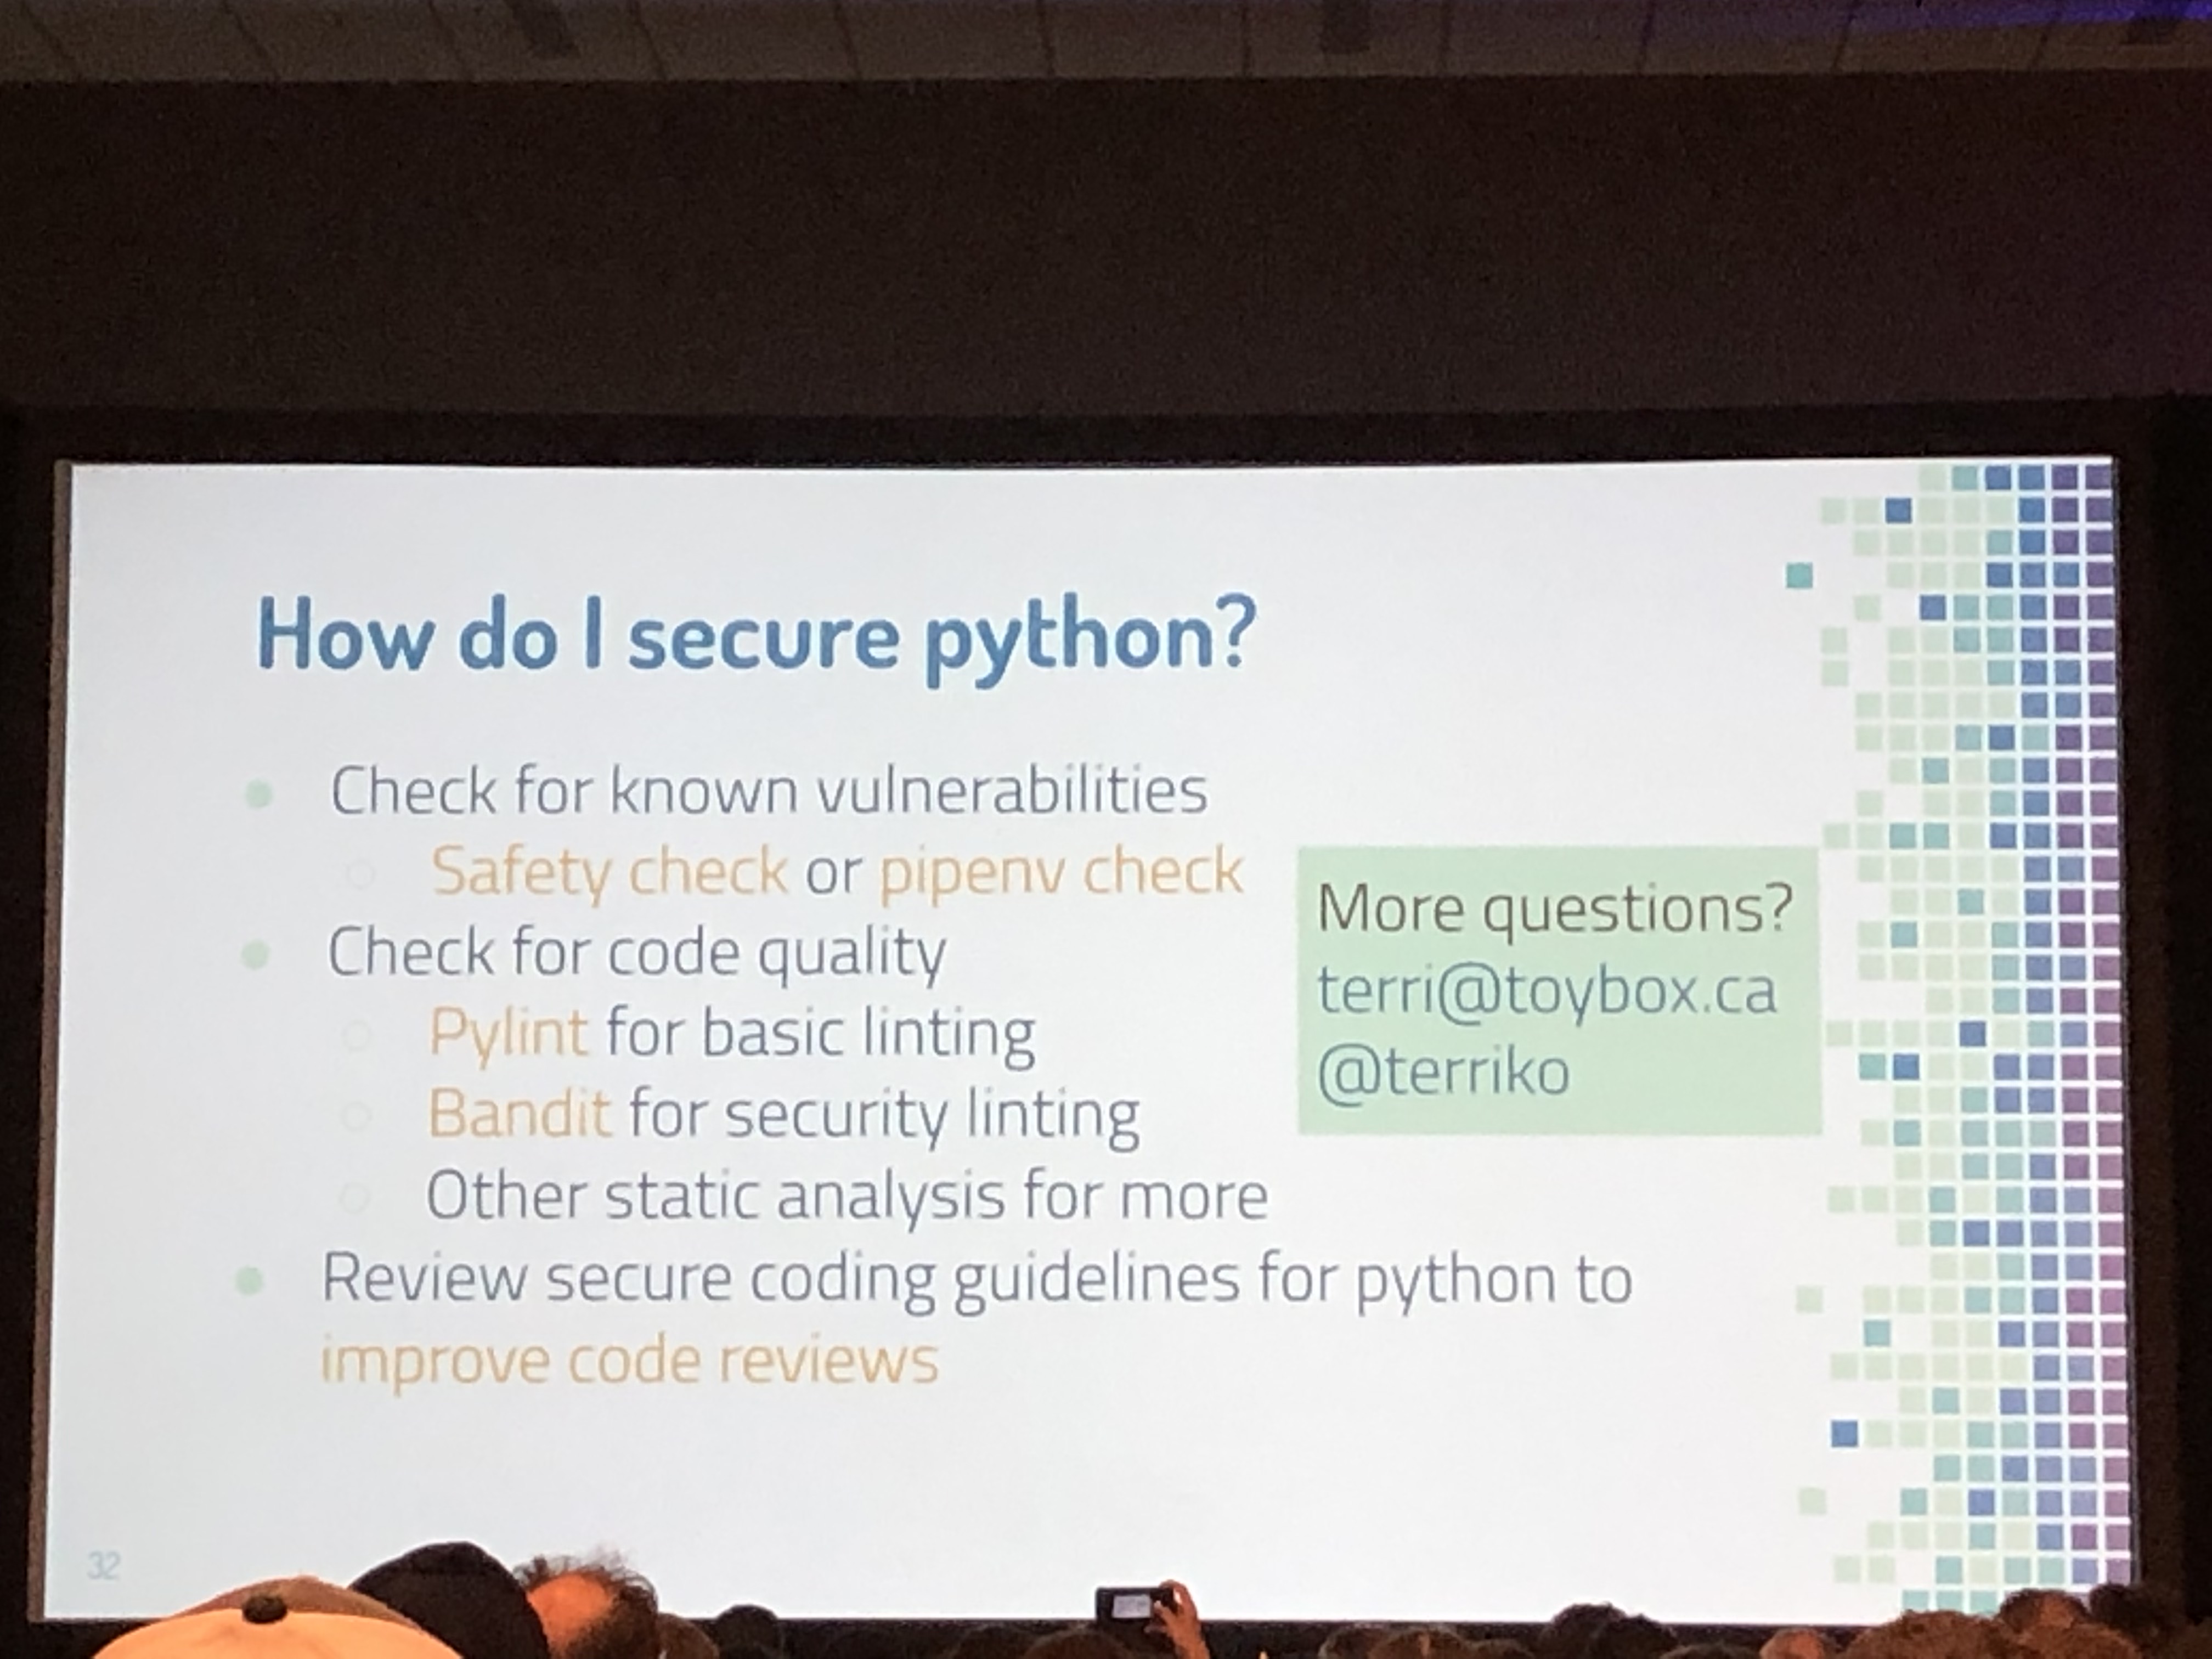 How do I secure python?
Check for known vulnerabilities
Safety check or pipenv check
Check for code quality
Pylint for basic linting
Bandit for security linting
Other static analysis for more
Review secure coding guidelines for python to
improve code reviews
More questions?
terri@toybox.ca
@terriko
32